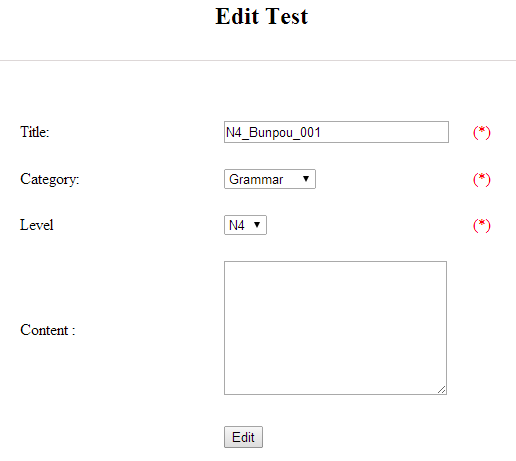 Edit Test
Title: N4_Bunpou_001 (*)
Category: Grammar (*)
Level N4 (*)
Content :
Edit